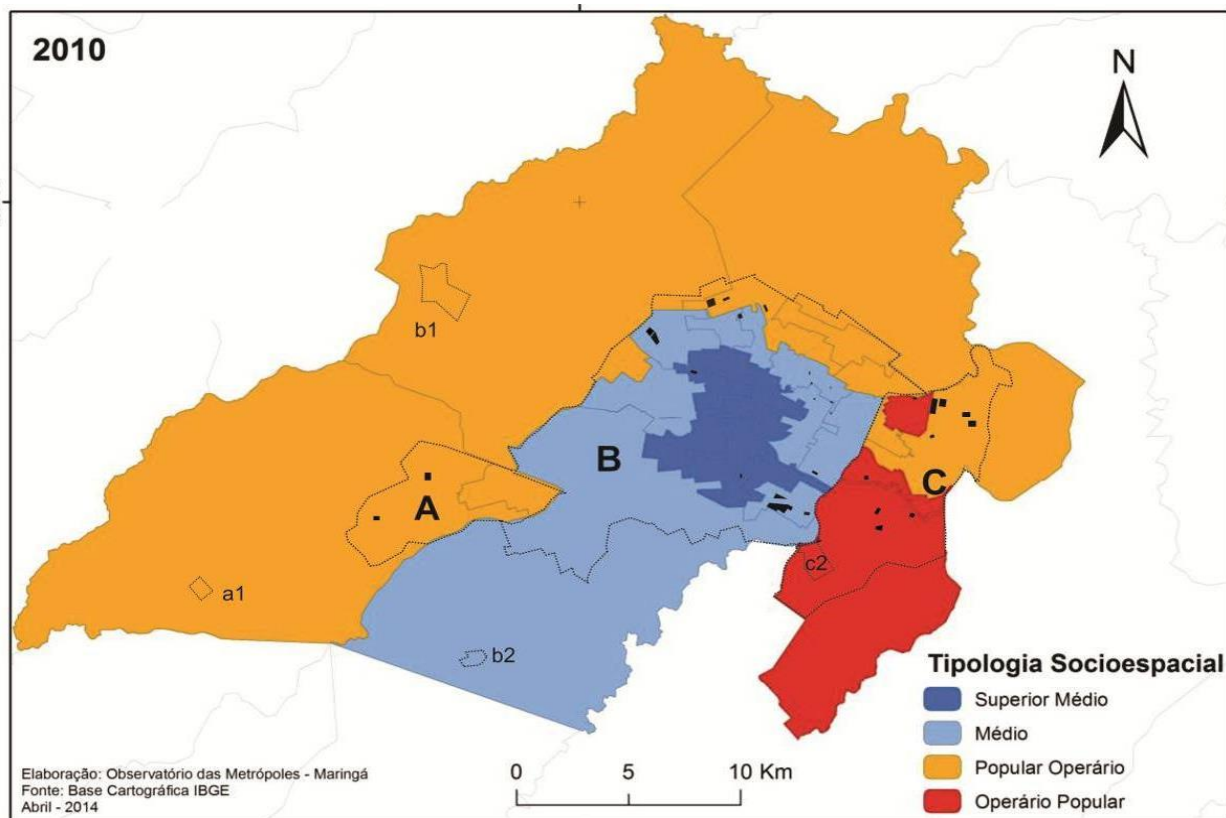 2010
N
b1
A
B
C
a1
c2
b2
Tipologia Socioespacial
Superior Médio
Médio
Popular Operário
Operário Popular
0 5 10 Km
Elaboração: Observatório das Metrópoles - Maringá
Fonte: Base Cartográfica IBGE
Abril - 2014